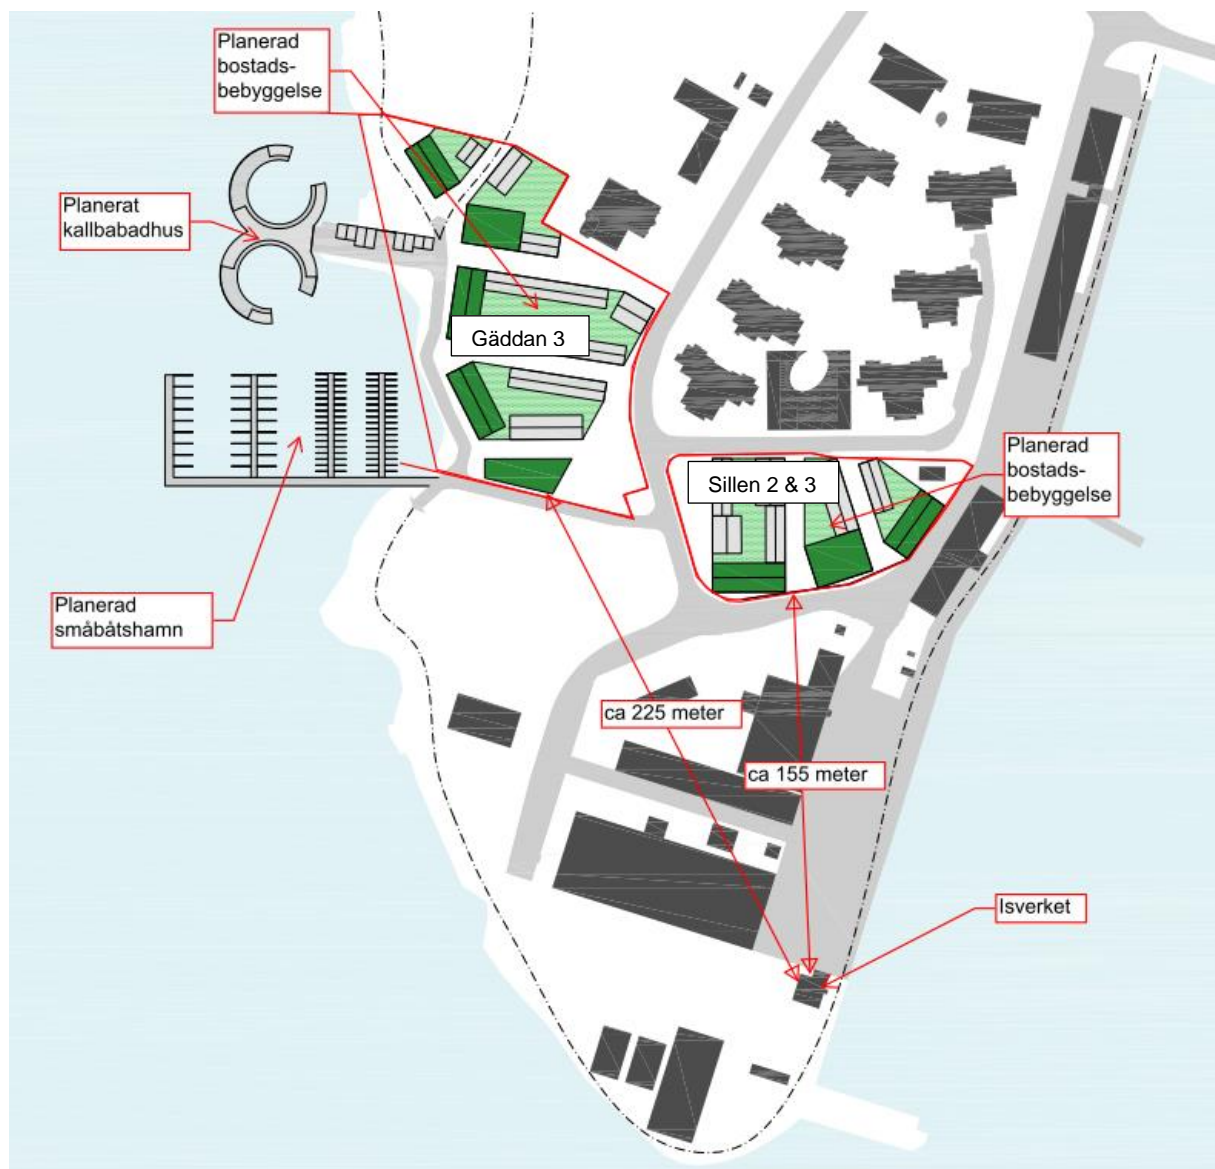 Planerad
bostads-
bebyggelse
Planerat
kallbabadhus
Gäddan 3
Planerad
bostads-
bebyggelse
Sillen 2 & 3
Planerad
småbåtshamn
ca 225 meter
ca 155 meter
Isverket